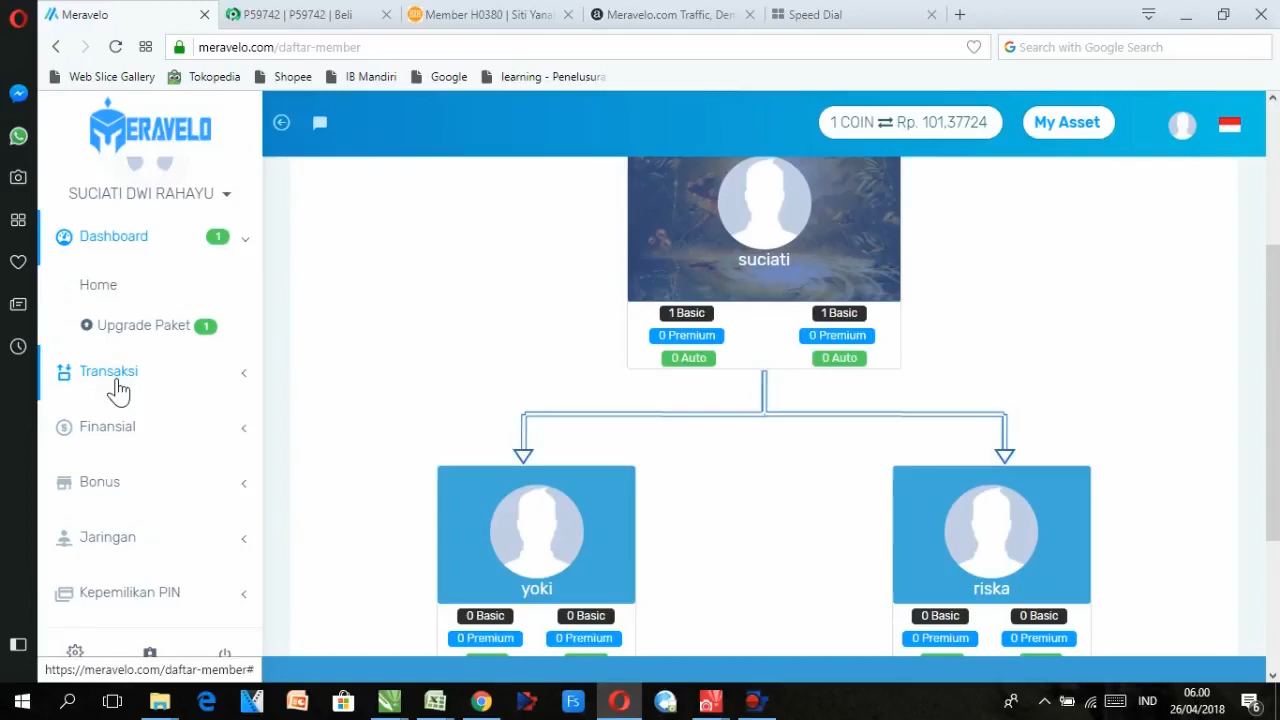 Meravelo
P59742 | P59742 | Beli
Member H0380 | Siti Yana
Meravelo.com Traffic, Den
Speed Dial
meravelo.com/daftar-member
Search with Google Search
Web Slice Gallery
Tokopedia
Shopee
IB Mandiri
Google
learning - Penelusura
MERAVELO
1 COIN ⇄ Rp. 101,37724
My Asset
SUCIATI DWI RAHAYU
Dashboard
1
Home
Upgrade Paket
1
Transaksi
Finansial
Bonus
Jaringan
Kepemilikan PIN
suciati
1 Basic
1 Basic
0 Premium
0 Premium
0 Auto
0 Auto
yoki
riska
0 Basic
0 Basic
0 Basic
0 Basic
0 Premium
0 Premium
0 Premium
0 Premium
https://meravelo.com/daftar-member#
IND
06.00
26/04/2018
6